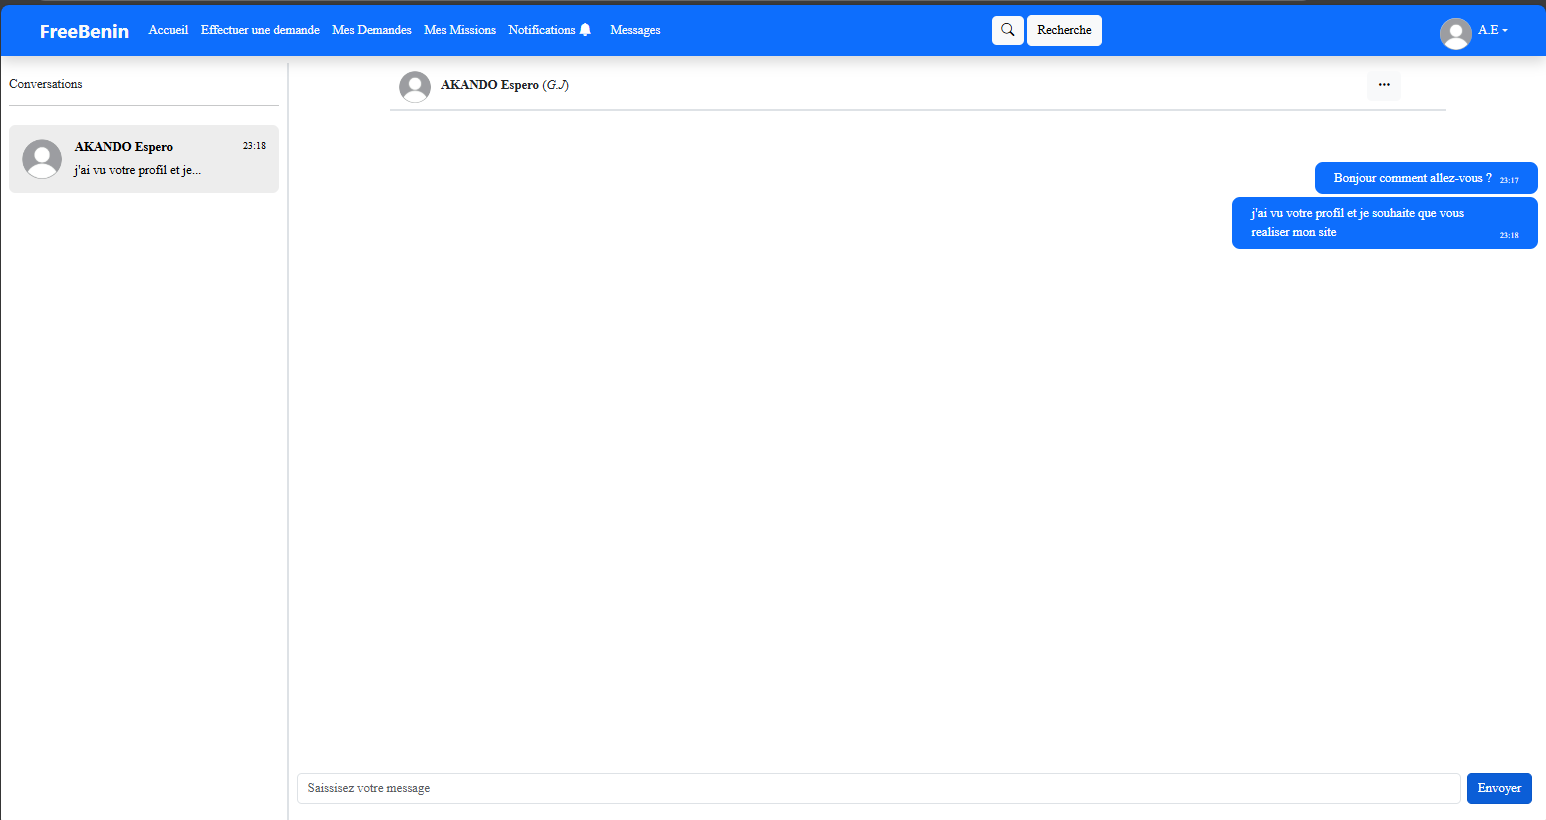 FreeBenin Accueil Effectuer une demande Mes Demandes Mes Missions Notifications Messages Recherche A.E
Conversations
AKANDO Espero 23:18
j'ai vu votre profil et je...
AKANDO Espero (G.J)
Bonjour comment allez-vous ? 23:17
j'ai vu votre profil et je souhaite que vous
realiser mon site 23:18
Saissisez votre message Envoyer